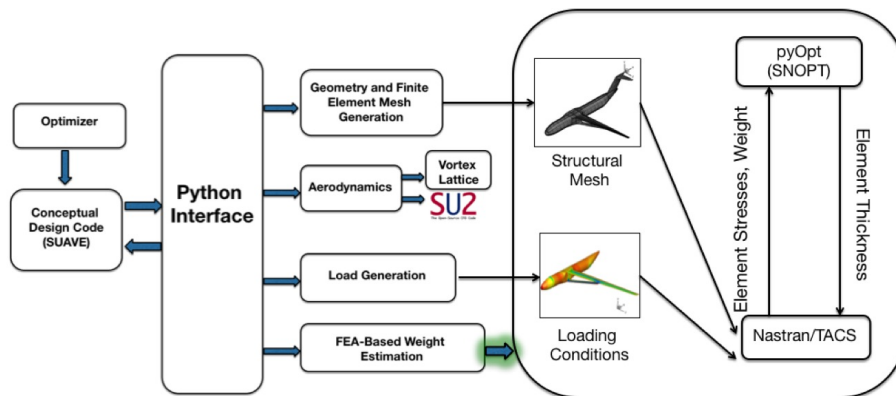 Optimizer
Conceptual
Design Code
(SUAVE)
Python
Interface
Geometry and Finite
Element Mesh
Generation
Aerodynamics
Vortex
Lattice
SU2
Load Generation
FEA-Based Weight
Estimation
Structural
Mesh
Loading
Conditions
pyOpt
(SNOPT)
Element Stresses, Weight
Element Thickness
Nastran/TACS